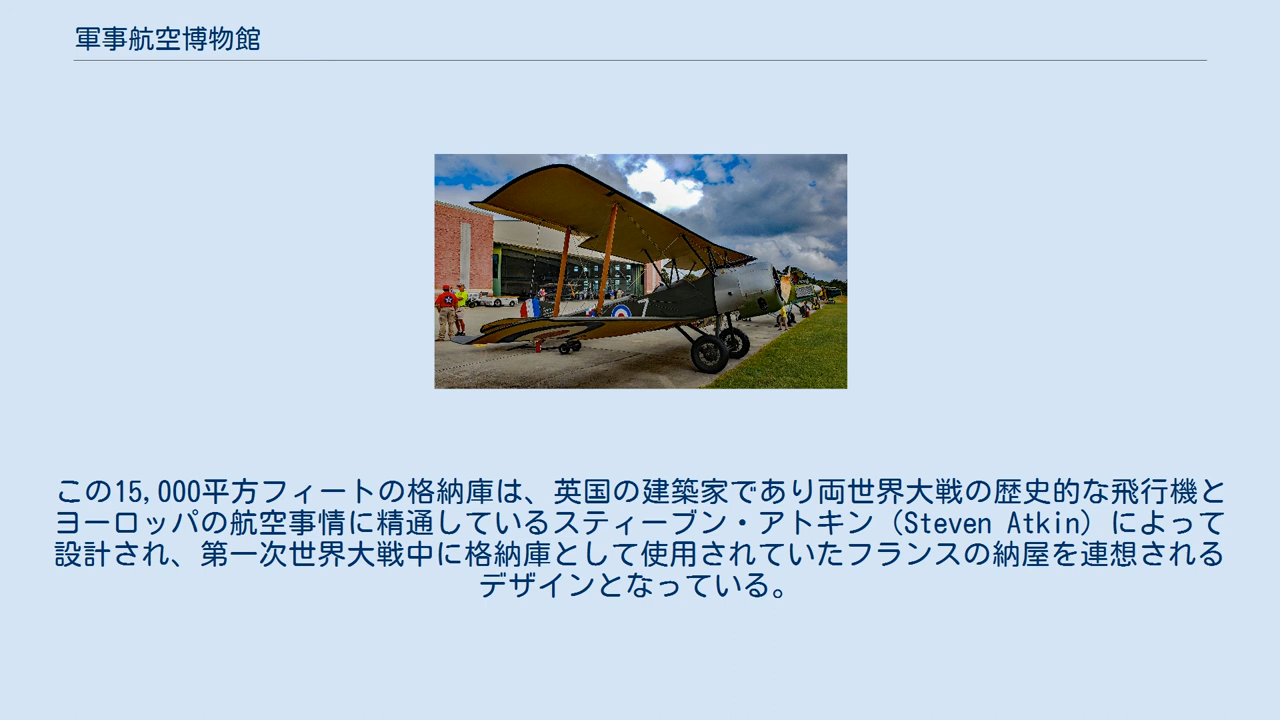 軍事航空博物館
7
この15,000平方フィートの格納庫は、英国の建築家であり両世界大戦の歴史的な飛行機と
ヨーロッパの航空事情に精通しているスティーブン・アトキン（Steven Atkin）によって
設計され、第一次世界大戦中に格納庫として使用されていたフランスの納屋を連想される
デザインとなっている。